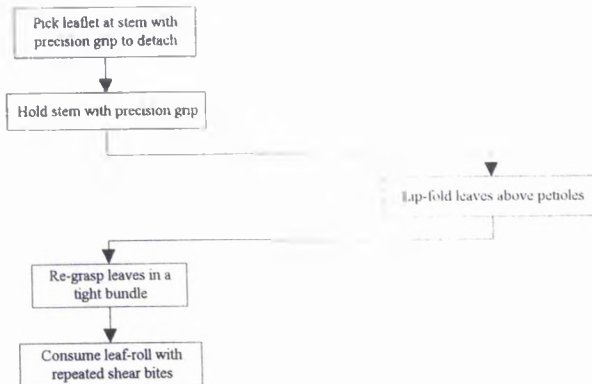 Pick leaflet at stem with
precision grip to detach
Hold stem with precision grip
Lip-fold leaves above petioles
Re-grasp leaves in a
tight bundle
Consume leaf-roll with
repeated shear bites